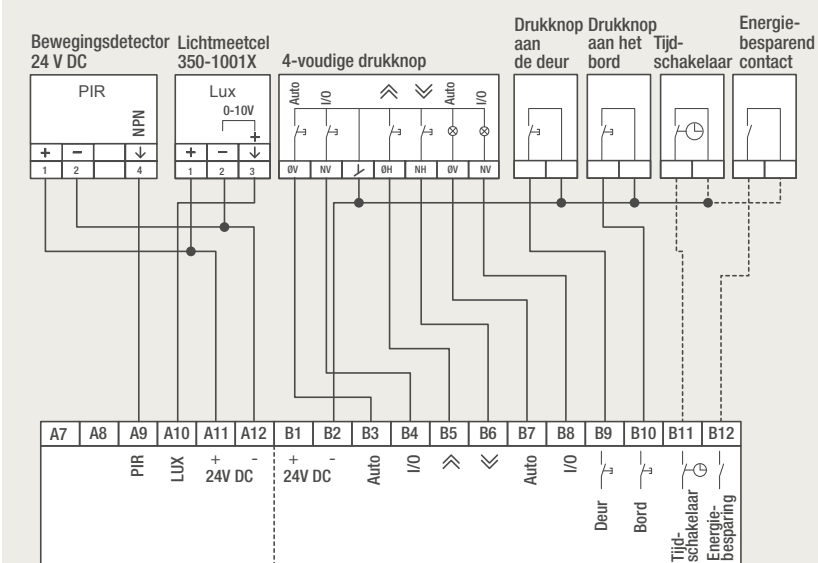 Bewegingsdetector
24 V DC
Lichtmeetcel
350-1001X
4-voudige drukknop
Drukknop
aan
de deur
Drukknop
aan het
bord
Tijd-
schakelaar
Energie-
besparend
contact
PIR
NPN
+ -
1 2 4
Lux
0-10V
+
+ -
1 2 3
Auto I/O Auto I/O
ØV NV ØH NH ØV NV
A7 A8 A9 A10 A11 A12 B1 B2 B3 B4 B5 B6 B7 B8 B9 B10 B11 B12
PIR
LUX
+ -
24V DC
+ -
24V DC
Auto
I/O
Auto
I/O
Deur
Bord
Tijd-
schakelaar
Energie-
besparing